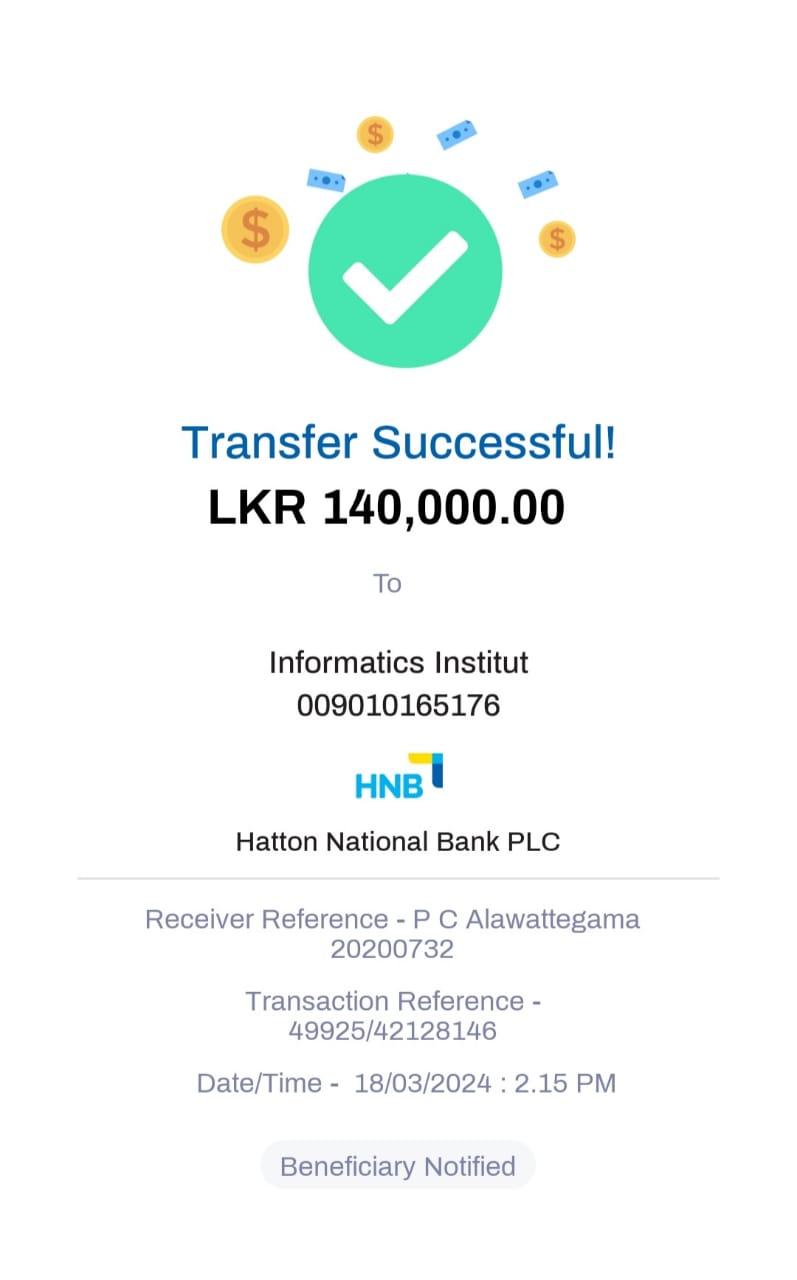 Transfer Successful!
LKR 140,000.00
To
Informatics Institut
009010165176
HNB
Hatton National Bank PLC
Receiver Reference - P C Alawattegama
20200732
Transaction Reference -
49925/42128146
Date/Time -  18/03/2024 : 2.15 PM
Beneficiary Notified